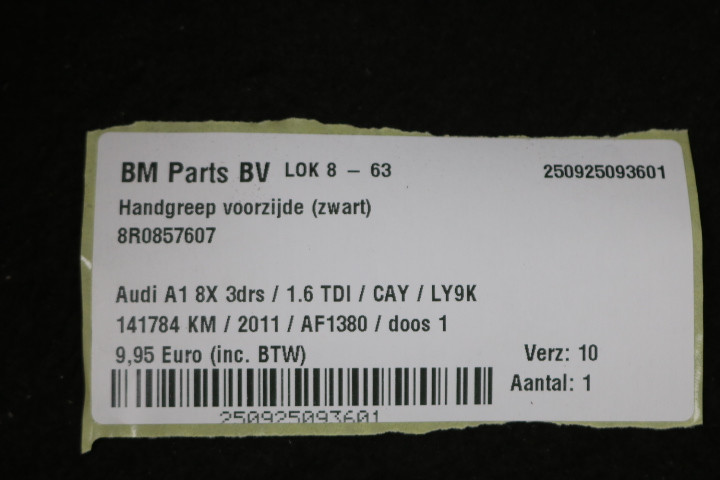 BM Parts BV LOK 8 - 63 250925093601
Handgreep voorzijde (zwart)
8R0857607
Audi A1 8X 3drs / 1.6 TDI / CAY / LY9K
141784 KM / 2011 / AF1380 / doos 1
9,95 Euro (inc. BTW) Verz: 10
Aantal: 1
250925093601